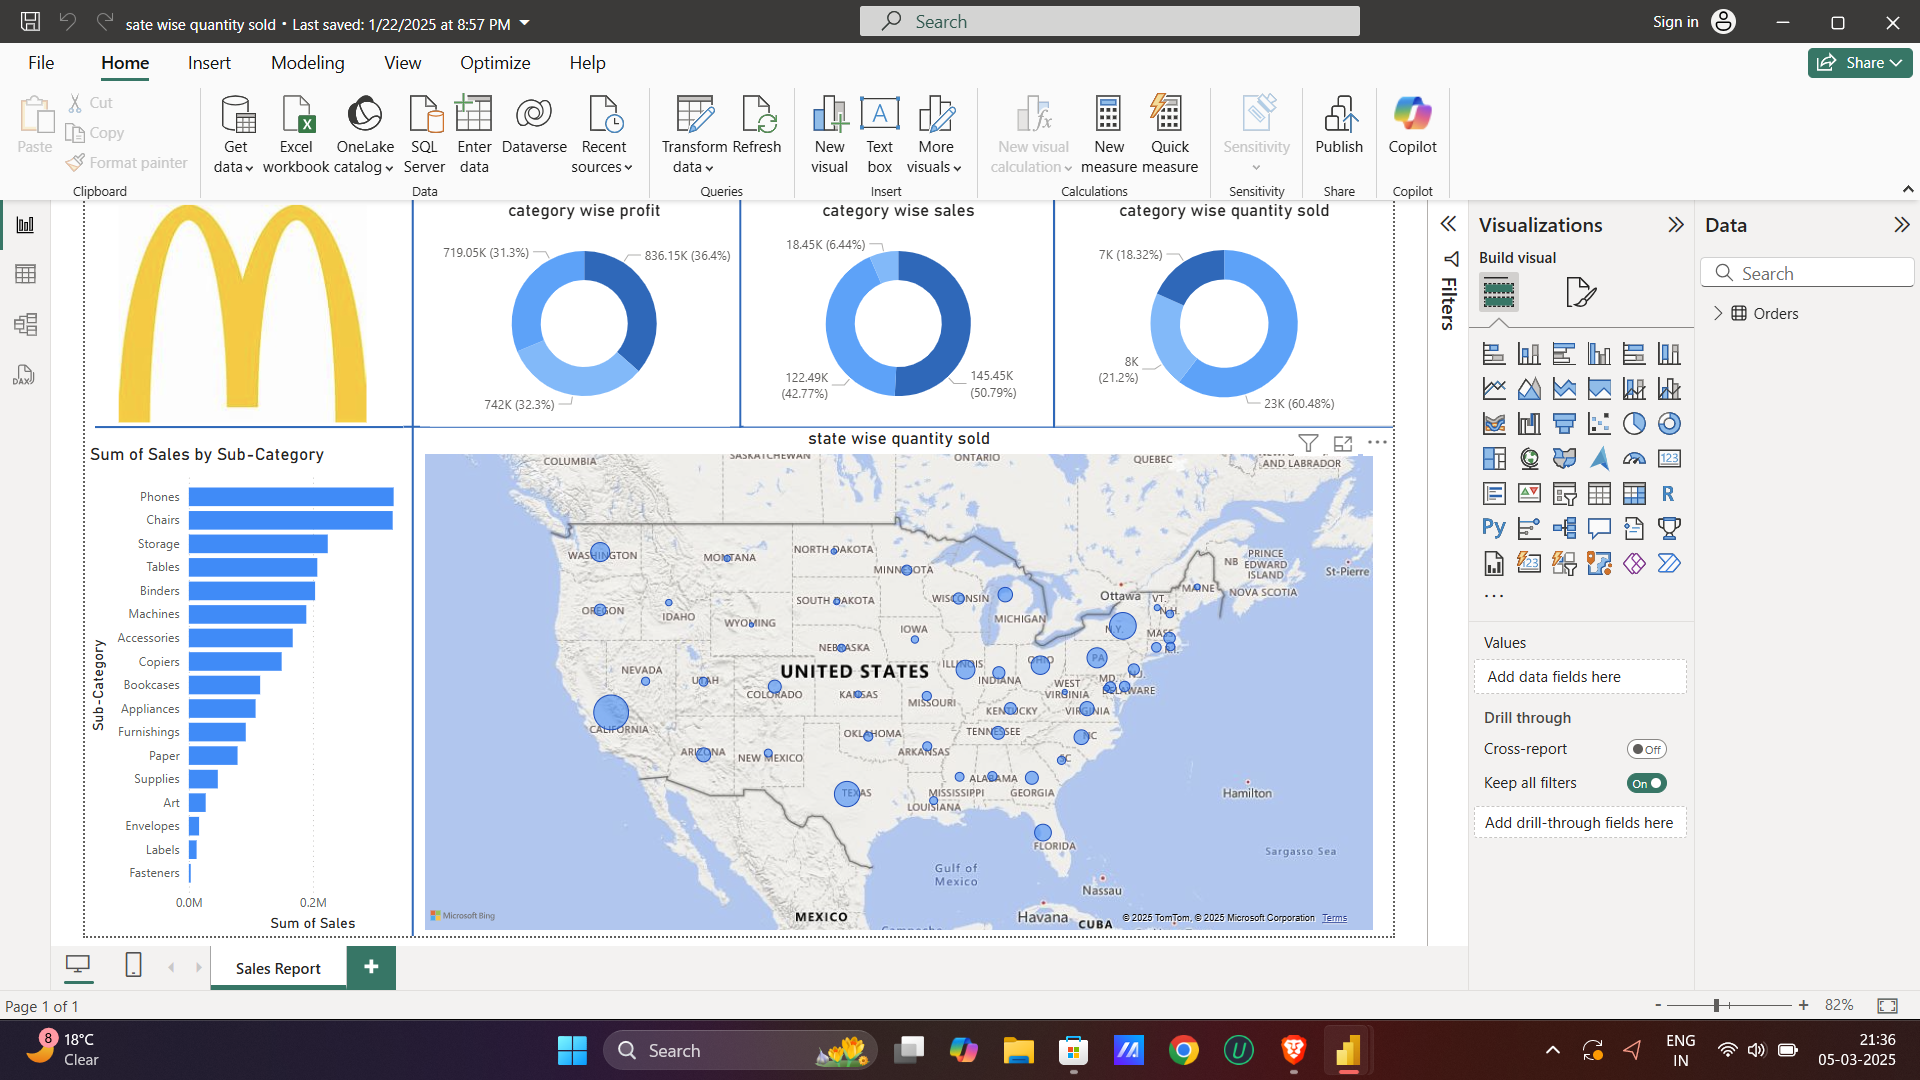 sate wise quantity sold • Last saved: 1/22/2025 at 8:57 PM
Search
Sign in
File Home Insert Modeling View Optimize Help
Share
Paste
Cut
Copy
Format painter
Clipboard
Get data
Excel workbook
OneLake catalog
SQL Server
Enter data
Dataverse
Recent sources
Data
Transform data
Refresh
Queries
New visual
Text box
More visuals
Insert
New visual calculation
New measure
Quick measure
Calculations
Sensitivity
Sensitivity
Publish
Share
Copilot
Copilot
category wise profit
719.05K (31.3%)
836.15K (36.4%)
742K (32.3%)
category wise sales
18.45K (6.44%)
122.49K (42.77%)
145.45K (50.79%)
category wise quantity sold
7K (18.32%)
8K (21.2%)
23K (60.48%)
Sum of Sales by Sub-Category
Sub-Category
Phones
Chairs
Storage
Tables
Binders
Machines
Accessories
Copiers
Bookcases
Appliances
Furnishings
Paper
Supplies
Art
Envelopes
Labels
Fasteners
0.0M 0.2M
Sum of Sales
state wise quantity sold
COLUMBIA
SASKATCHEWAN
ONTARIO
QUEBEC
AND LABRADOR
WASHINGTON
MONTANA
NORTH DAKOTA
MINNESOTA
NB
PRINCE EDWARD ISLAND
St-Pierre
OREGON
IDAHO
WYOMING
SOUTH DAKOTA
WISCONSIN
MICHIGAN
Ottawa
VT.
N.H.
MAINE
NOVA SCOTIA
NEBRASKA
IOWA
N.Y.
MASS.
R.I.
NEVADA
UTAH
COLORADO
UNITED STATES
KANSAS
MISSOURI
ILLINOIS
INDIANA
OHIO
PA
WEST VIRGINIA
MD.
N.J.
DELAWARE
CALIFORNIA
KENTUCKY
VIRGINIA
ARIZONA
NEW MEXICO
OKLAHOMA
ARKANSAS
TENNESSEE
NC
SC
TEXAS
LOUISIANA
MISSISSIPPI
ALABAMA
GEORGIA
Hamilton
FLORIDA
Gulf of Mexico
Sargasso Sea
Nassau
MEXICO
Havana
CUBA
Microsoft Bing
© 2025 TomTom, © 2025 Microsoft Corporation Terms
Filters
Visualizations
Build visual
123
R
Py
123
...
Values
Add data fields here
Drill through
Cross-report Off
Keep all filters On
Add drill-through fields here
Data
Search
Orders
Sales Report
Page 1 of 1
- + 82%
8
18°C
Clear
Search
ENG
IN
21:36
05-03-2025